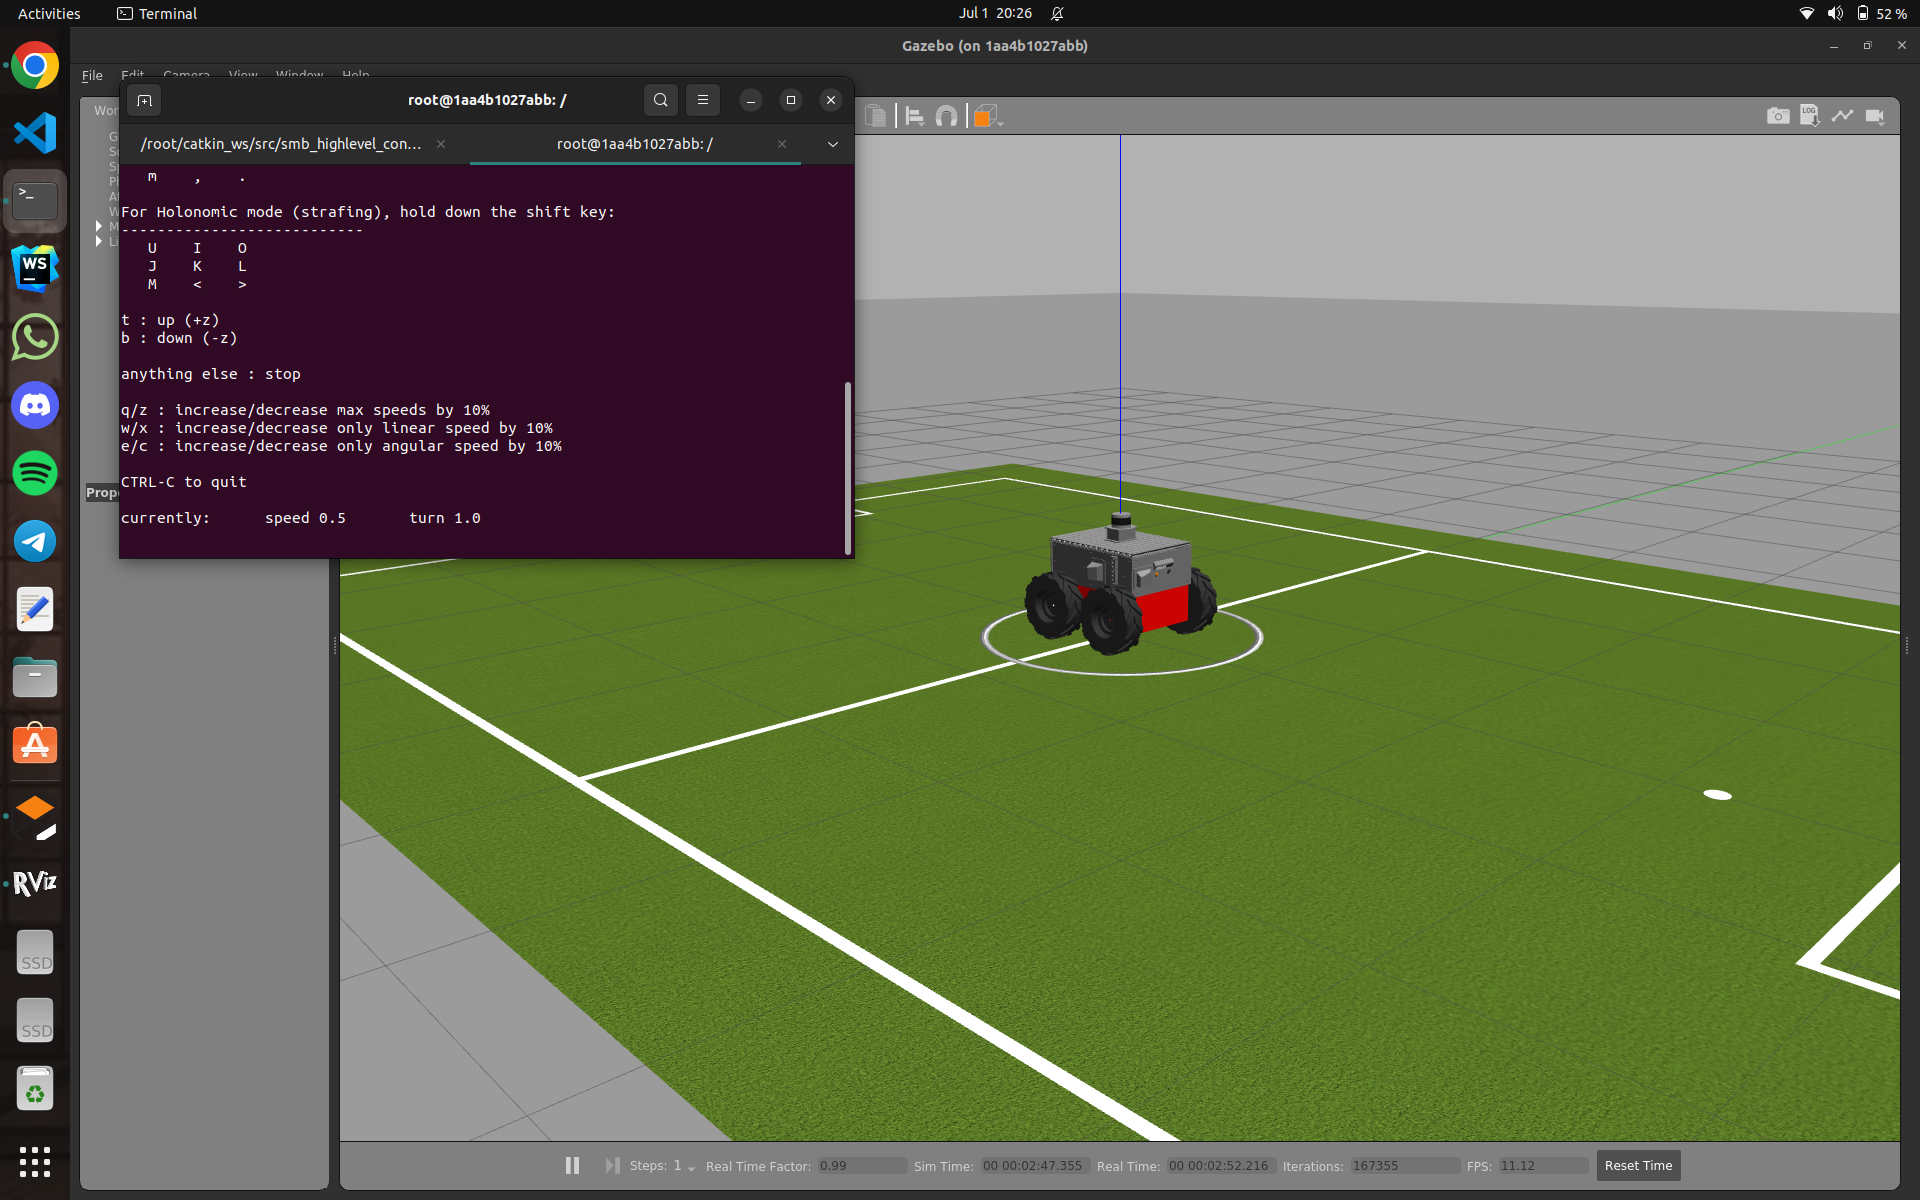 Activities
Terminal
Jul 1 20:26
52 %
Gazebo (on 1aa4b1027abb)
File Edit Camera View Window Help
root@1aa4b1027abb: /
/root/catkin_ws/src/smb_highlevel_con...
root@1aa4b1027abb: /
m , .
For Holonomic mode (strafing), hold down the shift key:
---------------------------
U I O
J K L
M < >
t : up (+z)
b : down (-z)
anything else : stop
q/z : increase/decrease max speeds by 10%
w/x : increase/decrease only linear speed by 10%
e/c : increase/decrease only angular speed by 10%
CTRL-C to quit
currently: speed 0.5 turn 1.0
LOG
WS
RViz
SSD
SSD
Steps: 1
Real Time Factor: 0.99
Sim Time: 00 00:02:47.355
Real Time: 00 00:02:52.216
Iterations: 167355
FPS: 11.12
Reset Time